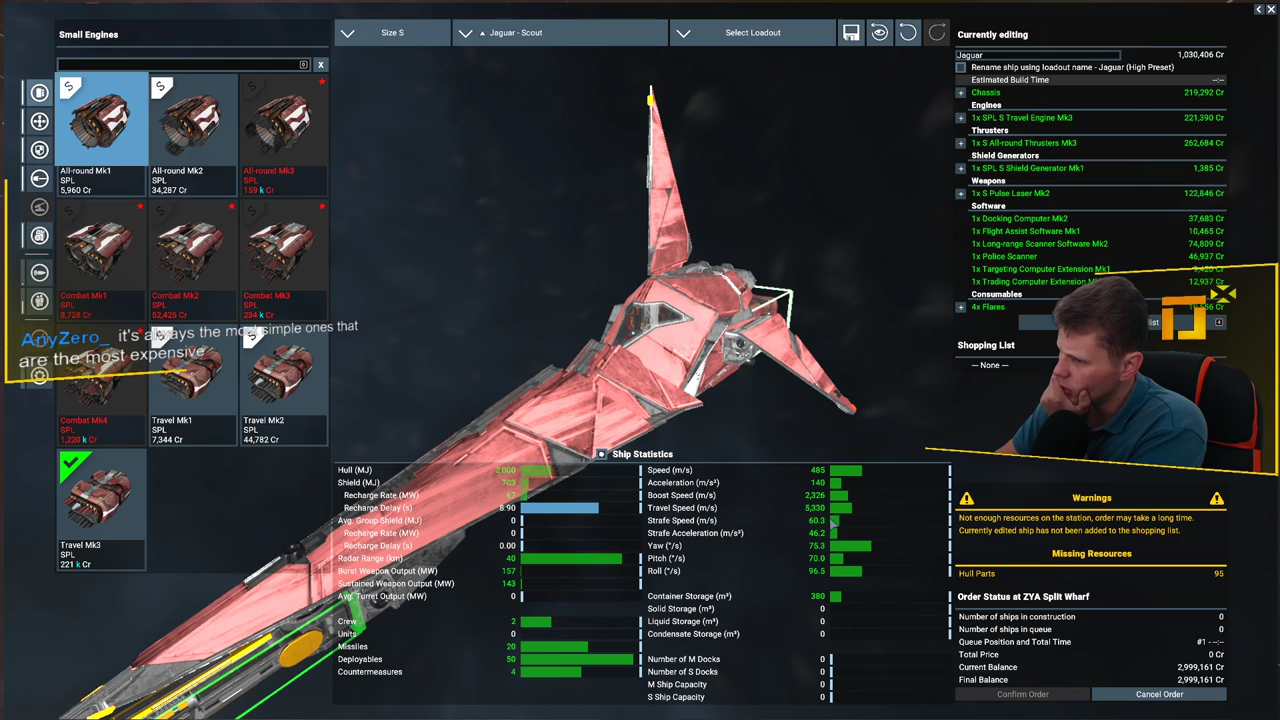 Small Engines
Size S
Jaguar - Scout
Select Loadout
Currently editing
x
Jaguar
1,030,406 Cr
Rename ship using loadout name - Jaguar (High Preset)
Estimated Build Time
--:--
Chassis
219,292 Cr
Engines
1x SPL S Travel Engine Mk3
221,390 Cr
Thrusters
1x S All-round Thrusters Mk3
262,684 Cr
Shield Generators
1x SPL S Shield Generator Mk1
1,385 Cr
Weapons
1x S Pulse Laser Mk2
122,846 Cr
Software
1x Docking Computer Mk2
37,683 Cr
1x Flight Assist Software Mk1
10,465 Cr
1x Long-range Scanner Software Mk2
74,809 Cr
1x Police Scanner
46,937 Cr
1x Targeting Computer Extension Mk1
1x Trading Computer Extension Mk1
12,937 Cr
Consumables
4x Flares
list
Shopping List
— None —
S
S
S
All-round Mk1
SPL
5,960 Cr
All-round Mk2
SPL
34,287 Cr
All-round Mk3
SPL
159 k Cr
Combat Mk1
SPL
8,728 Cr
Combat Mk2
SPL
52,425 Cr
Combat Mk3
SPL
234 k Cr
AnyZero_ it's always the most simple ones that
are the most expensive
Combat Mk4
SPL
1,220 k Cr
Travel Mk1
SPL
7,344 Cr
Travel Mk2
SPL
44,782 Cr
Travel Mk3
SPL
221 k Cr
Ship Statistics
Hull (MJ) 2,000
Shield (MJ) 703
Recharge Rate (MW) 67
Recharge Delay (s) 8.90
Avg. Group Shield (MJ) 0
Recharge Rate (MW) 0
Recharge Delay (s) 0.00
Radar Range (km) 40
Burst Weapon Output (MW) 157
Sustained Weapon Output (MW) 143
Avg. Turret Output (MW) 0
Crew 2
Units 0
Missiles 20
Deployables 50
Countermeasures 4
Speed (m/s) 485
Acceleration (m/s²) 140
Boost Speed (m/s) 2,326
Travel Speed (m/s) 5,330
Strafe Speed (m/s) 60.3
Strafe Acceleration (m/s²) 46.2
Yaw (°/s) 75.3
Pitch (°/s) 70.0
Roll (°/s) 96.5
Container Storage (m³) 380
Solid Storage (m³) 0
Liquid Storage (m³) 0
Condensate Storage (m³) 0
Number of M Docks 0
Number of S Docks 0
M Ship Capacity 0
S Ship Capacity 0
Warnings
Not enough resources on the station, order may take a long time.
Currently edited ship has not been added to the shopping list.
Missing Resources
Hull Parts 95
Order Status at ZYA Split Wharf
Number of ships in construction 0
Number of ships in queue 0
Queue Position and Total Time #1 - --:--
Total Price 0 Cr
Current Balance 2,999,161 Cr
Final Balance 2,999,161 Cr
Confirm Order
Cancel Order